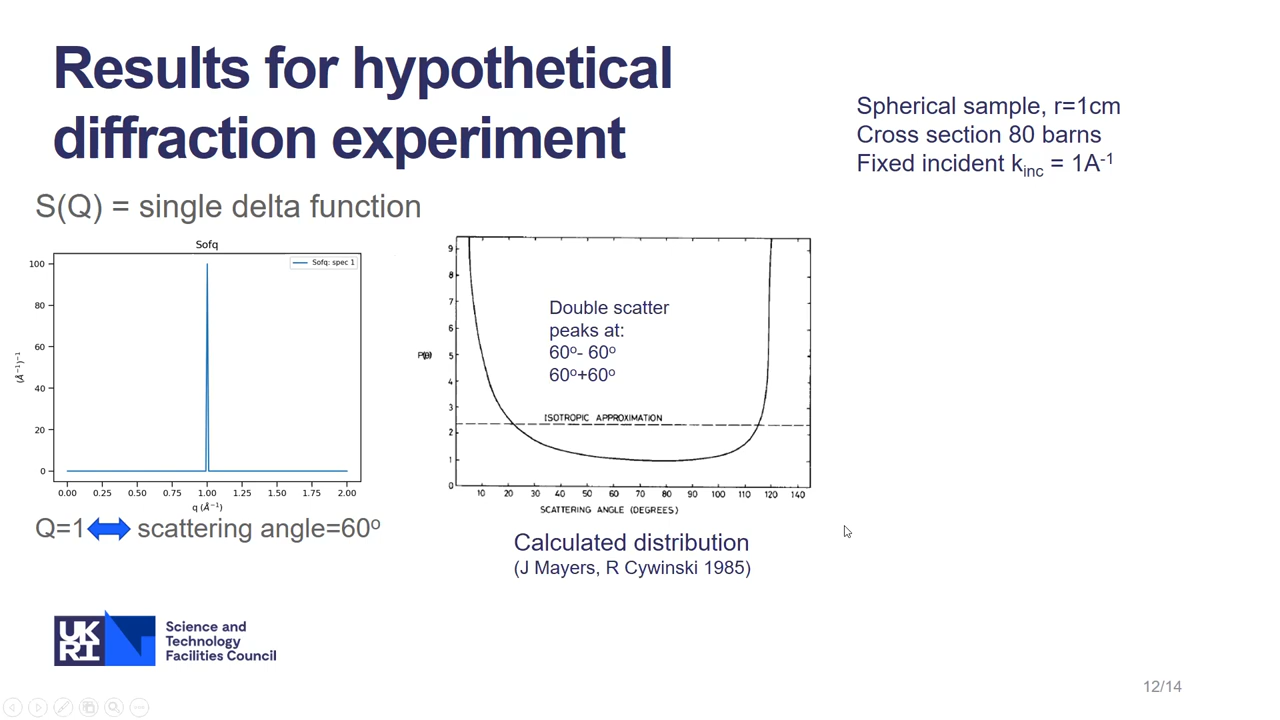 Results for hypothetical
diffraction experiment
Spherical sample, r=1cm
Cross section 80 barns
Fixed incident kinc = 1A-1
S(Q) = single delta function
Sofq
Sofq: spec 1
100
80
60
40
20
0
(Å⁻¹)⁻¹
0.00 0.25 0.50 0.75 1.00 1.25 1.50 1.75 2.00
q (Å⁻¹)
Q=1 scattering angle=60º
9
8
7
6
5
4
3
2
1
0
P(θ)
Double scatter
peaks at:
60º- 60º
60º+60º
ISOTROPIC APPROXIMATION
10 20 30 40 50 60 70 80 90 100 110 120 130 140
SCATTERING ANGLE (DEGREES)
Calculated distribution
(J Mayers, R Cywinski 1985)
UKRI
Science and
Technology
Facilities Council
12/14